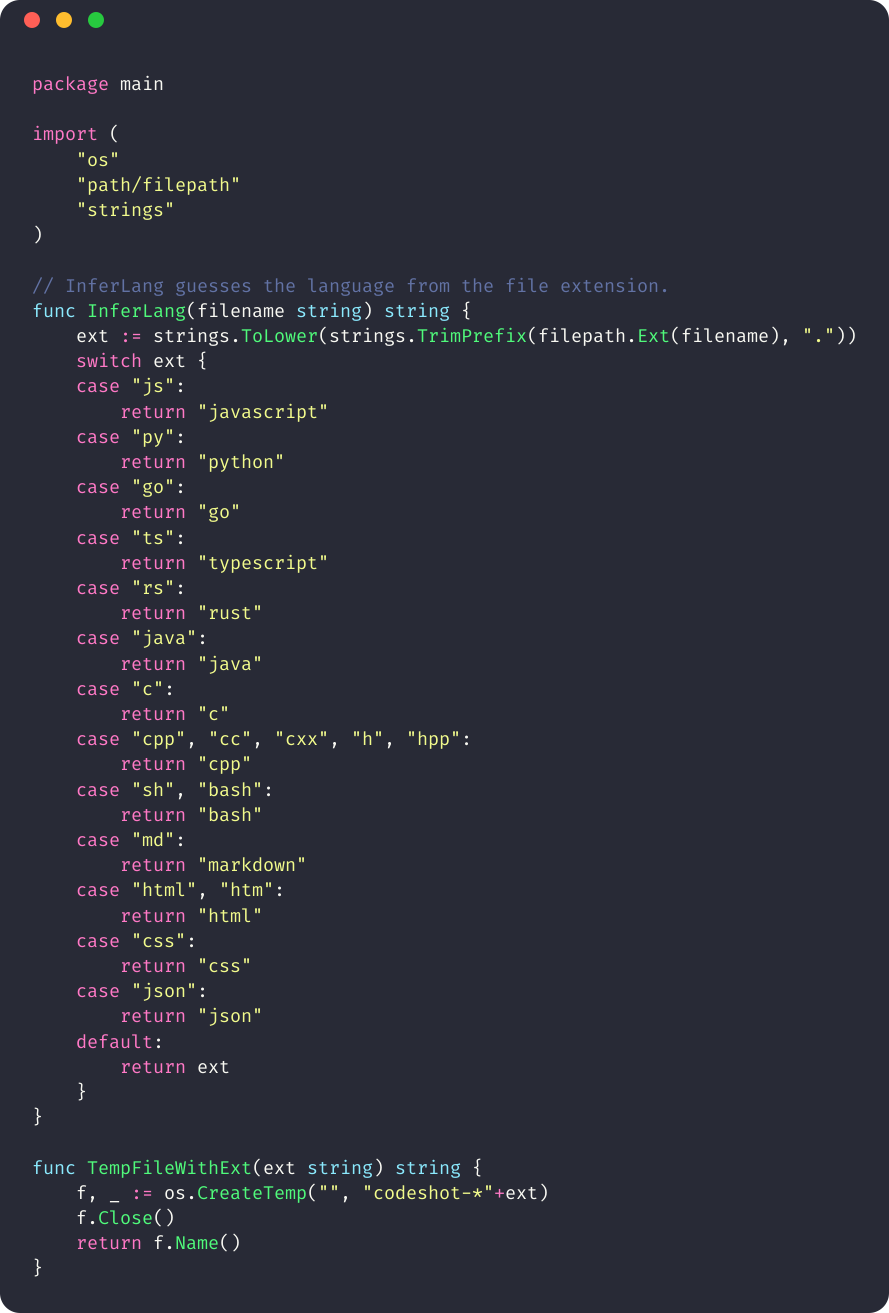 package main

import (
    "os"
    "path/filepath"
    "strings"
)

// InferLang guesses the language from the file extension.
func InferLang(filename string) string {
    ext := strings.ToLower(strings.TrimPrefix(filepath.Ext(filename), "."))
    switch ext {
    case "js":
        return "javascript"
    case "py":
        return "python"
    case "go":
        return "go"
    case "ts":
        return "typescript"
    case "rs":
        return "rust"
    case "java":
        return "java"
    case "c":
        return "c"
    case "cpp", "cc", "cxx", "h", "hpp":
        return "cpp"
    case "sh", "bash":
        return "bash"
    case "md":
        return "markdown"
    case "html", "htm":
        return "html"
    case "css":
        return "css"
    case "json":
        return "json"
    default:
        return ext
    }
}

func TempFileWithExt(ext string) string {
    f, _ := os.CreateTemp("", "codeshot-*"+ext)
    f.Close()
    return f.Name()
}